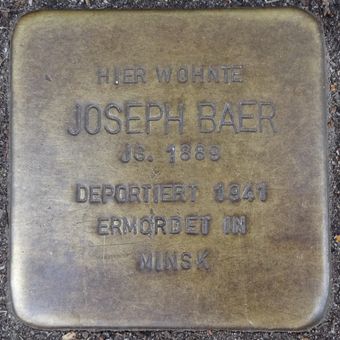 HIER WOHNTE
JOSEPH BAER
JG. 1889
DEPORTIERT 1941
ERMORDET IN
MINSK